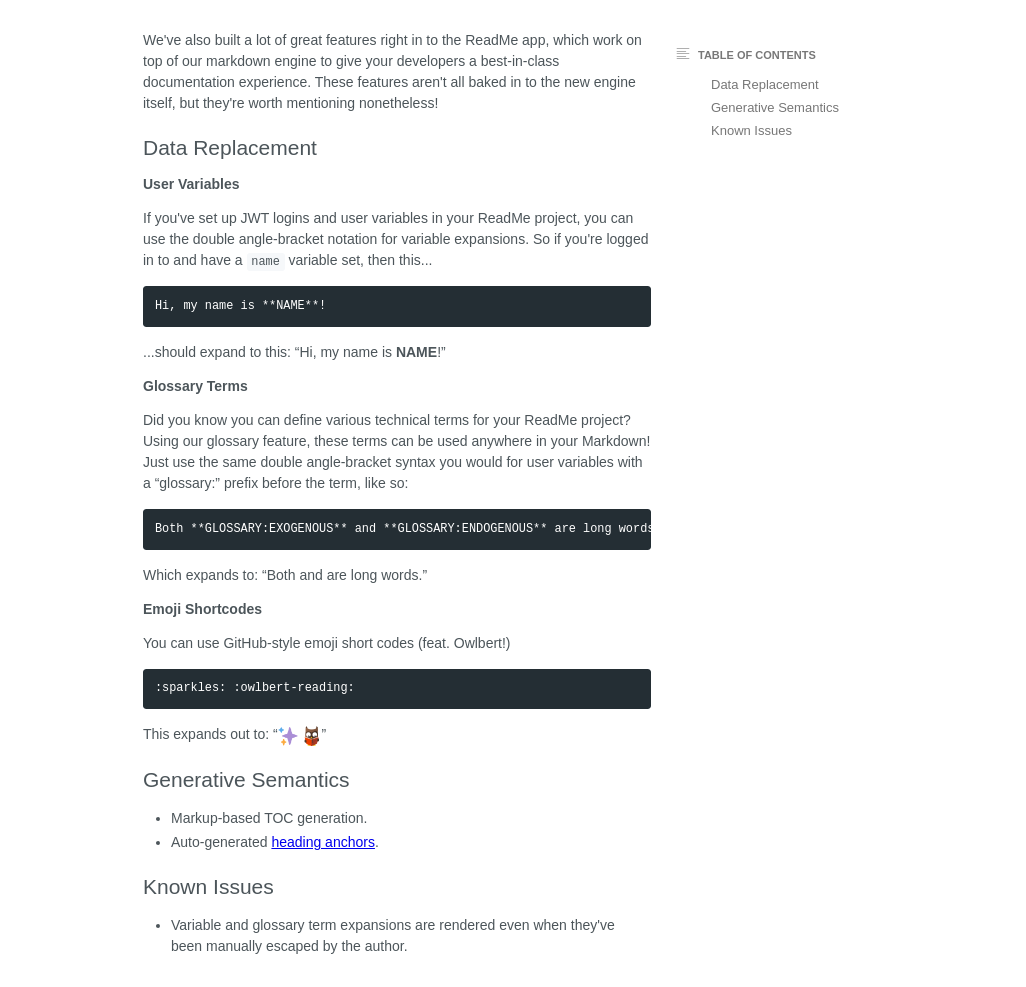 We've also built a lot of great features right in to the ReadMe app, which work on
top of our markdown engine to give your developers a best-in-class
documentation experience. These features aren't all baked in to the new engine
itself, but they're worth mentioning nonetheless!
TABLE OF CONTENTS
Data Replacement
Generative Semantics
Known Issues
Data Replacement
User Variables
If you've set up JWT logins and user variables in your ReadMe project, you can
use the double angle-bracket notation for variable expansions. So if you're logged
in to and have a name variable set, then this...
Hi, my name is **NAME**!
...should expand to this: “Hi, my name is NAME!”
Glossary Terms
Did you know you can define various technical terms for your ReadMe project?
Using our glossary feature, these terms can be used anywhere in your Markdown!
Just use the same double angle-bracket syntax you would for user variables with
a “glossary:” prefix before the term, like so:
Both **GLOSSARY:EXOGENOUS** and **GLOSSARY:ENDOGENOUS** are long words
Which expands to: “Both and are long words.”
Emoji Shortcodes
You can use GitHub-style emoji short codes (feat. Owlbert!)
:sparkles: :owlbert-reading:
This expands out to: “✨ ”
Generative Semantics
• Markup-based TOC generation.
• Auto-generated heading anchors.
Known Issues
• Variable and glossary term expansions are rendered even when they've
been manually escaped by the author.